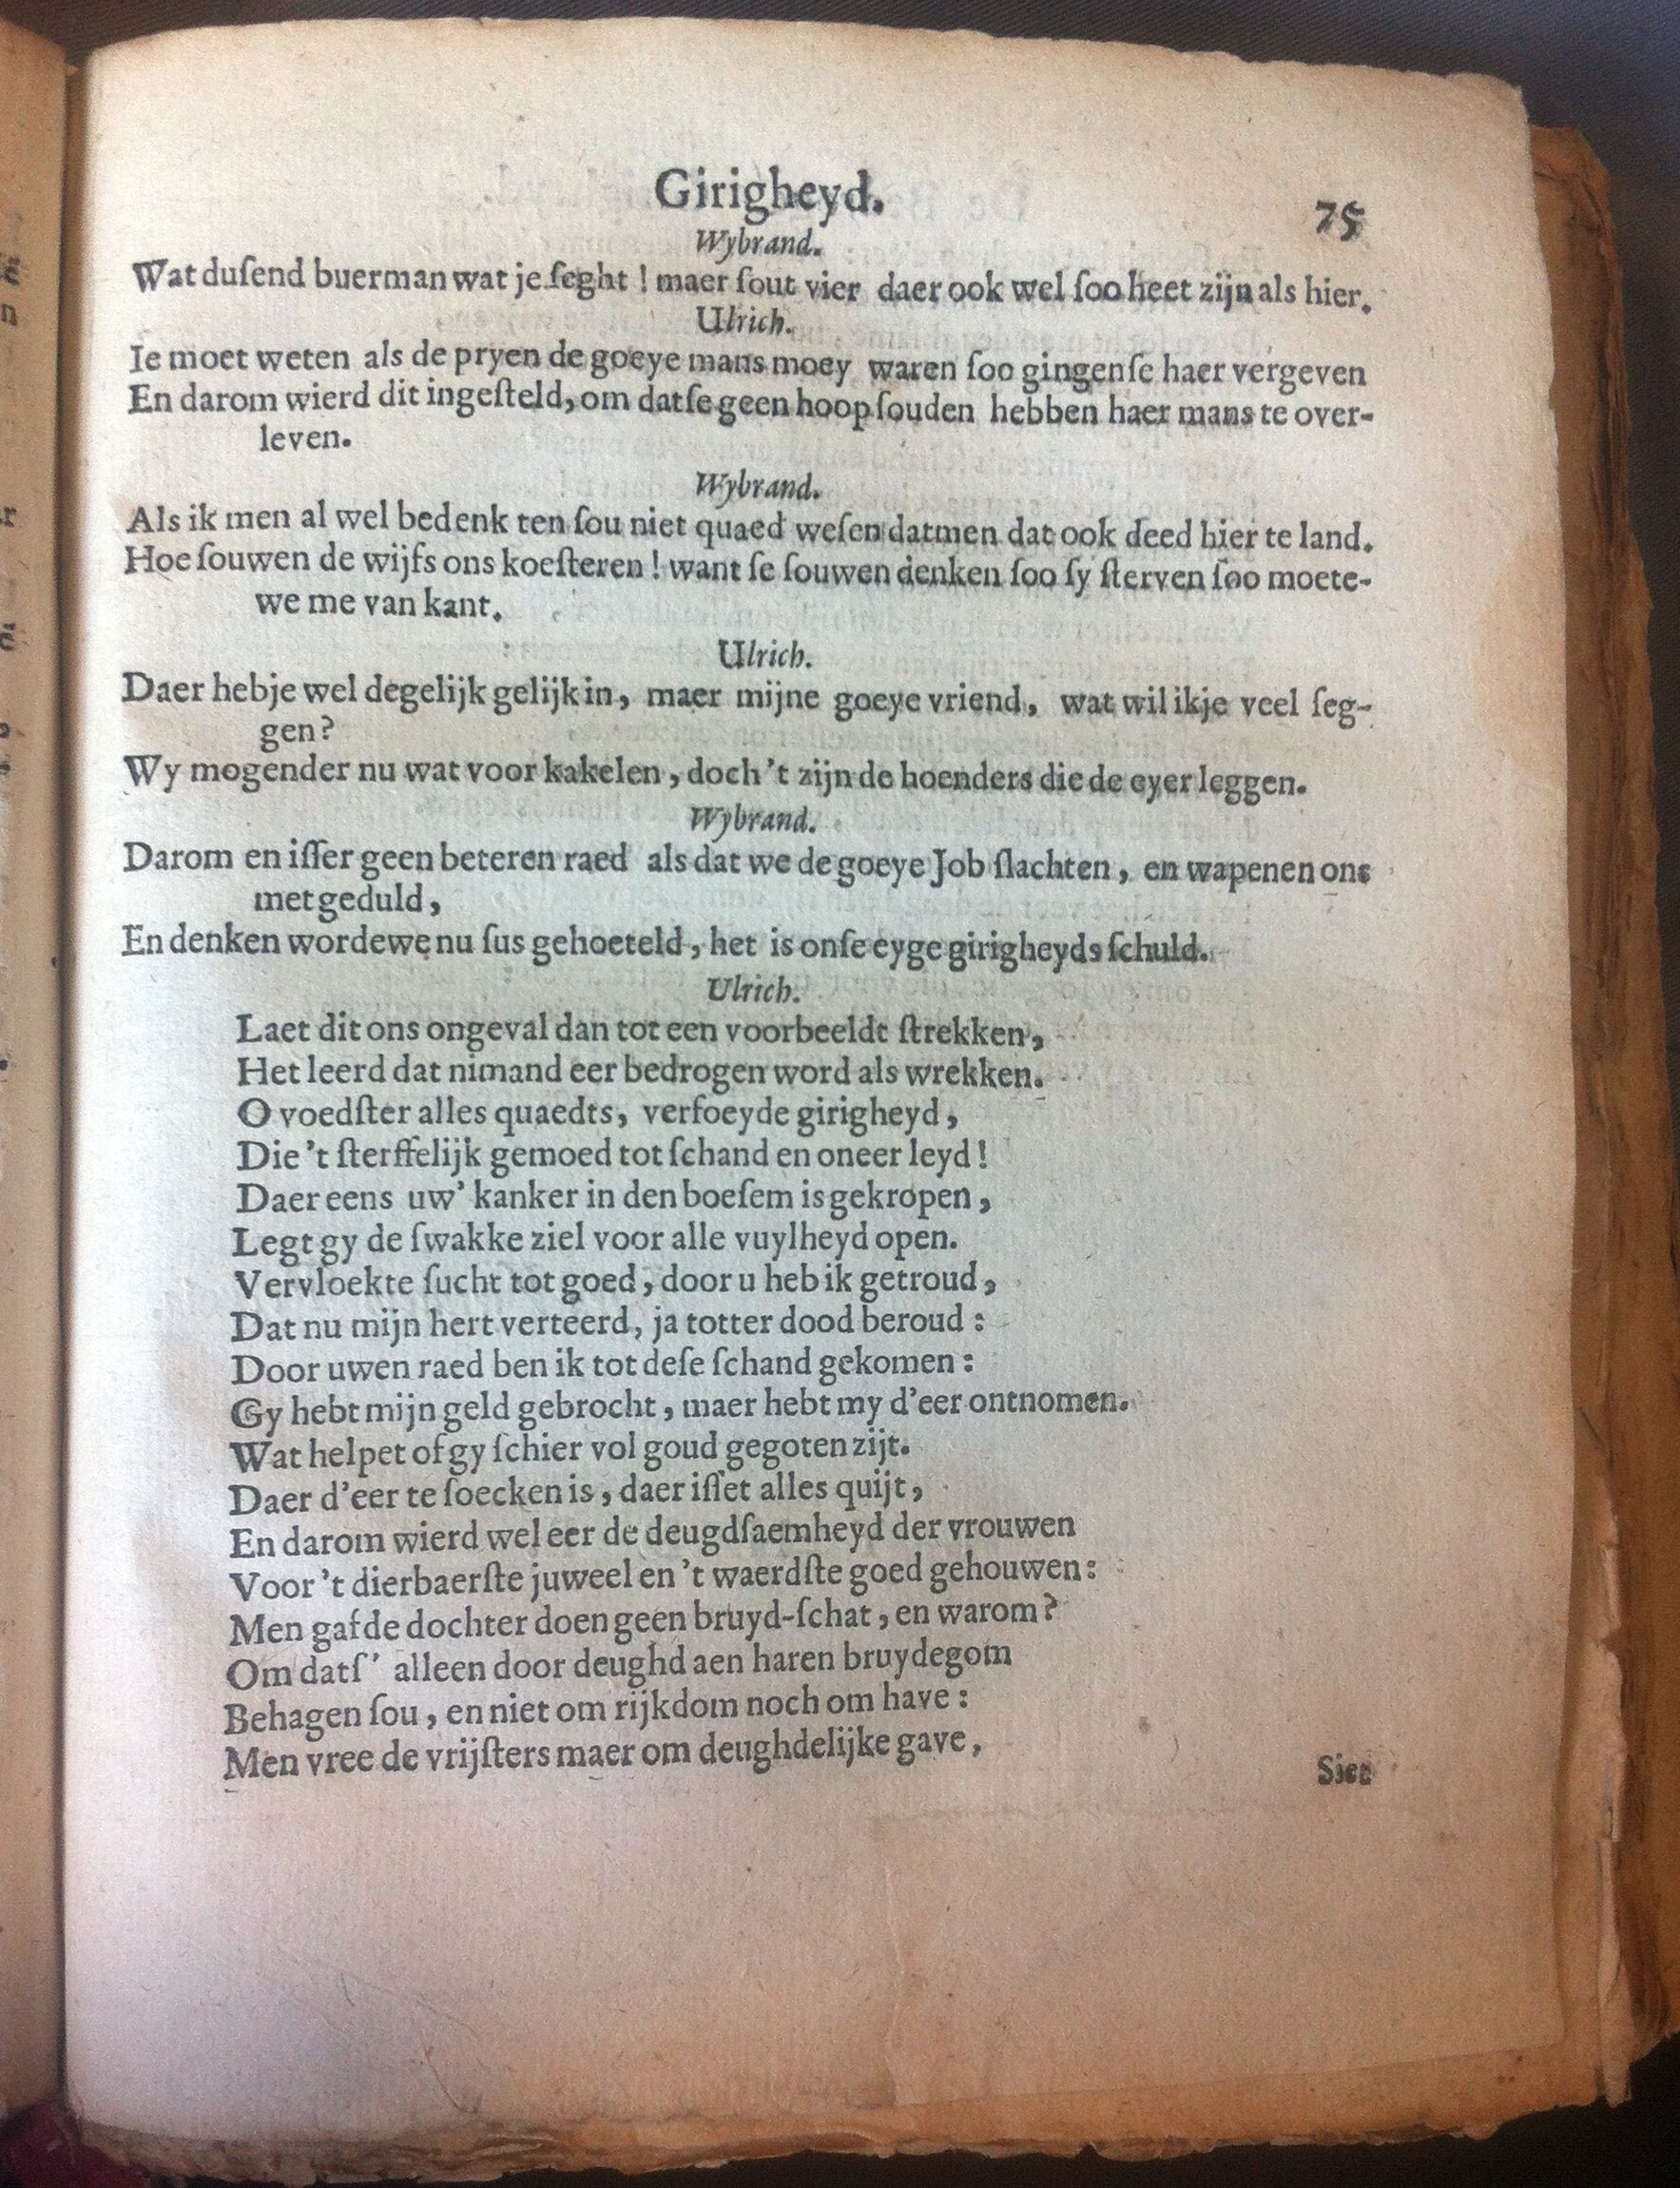 Girigheyd.
75
Wybrand.
Wat duſend buerman wat je ſeght ! maer ſout vier daer ook wel ſoo heet zijn als hier.
Ulrich.
Ie moet weten als de pryen de goeye mans moey waren ſoo gingenſe haer vergeven
En darom wierd dit ingeſteld, om datſe geen hoop ſouden hebben haer mans te over-
leven.
Wybrand.
Als ik men al wel bedenk ten ſou niet quaed weſen datmen dat ook deed hier te land.
Hoe ſouwen de wijfs ons koeſteren ! want ſe ſouwen denken ſoo ſy ſterven ſoo moete-
we me van kant.
Ulrich.
Daer hebje wel degelijk gelijk in, maer mijne goeye vriend, wat wil ikje veel ſeg-
gen?
Wy mogender nu wat voor kakelen, doch 't zijn de hoenders die de eyer leggen.
Wybrand.
Darom en iſſer geen beteren raed als dat we de goeye Job ſlachten, en wapenen ons
met geduld,
En denken wordewe nu ſus gehoeteld, het is onſe eyge girigheyds ſchuld.
Ulrich.
Laet dit ons ongeval dan tot een voorbeeldt ſtrekken,
Het leerd dat nimand eer bedrogen word als wrekken.
O voedſter alles quaedts, verfoeyde girigheyd,
Die 't ſterffelijk gemoed tot ſchand en oneer leyd!
Daer eens uw' kanker in den boeſem is gekropen,
Legt gy de ſwakke ziel voor alle vuylheyd open.
Vervloekte ſucht tot goed, door u heb ik getroud,
Dat nu mijn hert verteerd, ja totter dood beroud :
Door uwen raed ben ik tot deſe ſchand gekomen :
Gy hebt mijn geld gebrocht, maer hebt my d'eer ontnomen.
Wat helpet of gy ſchier vol goud gegoten zijt.
Daer d'eer te ſoecken is, daer iſſet alles quijt,
En darom wierd wel eer de deugdſaemheyd der vrouwen
Voor 't dierbaerſte juweel en 't waerdſte goed gehouwen:
Men gaf de dochter doen geen bruyd-ſchat, en warom?
Om datſ' alleen door deughd aen haren bruydegom
Behagen ſou, en niet om rijkdom noch om have :
Men vree de vrijſters maer om deughdelijke gave,